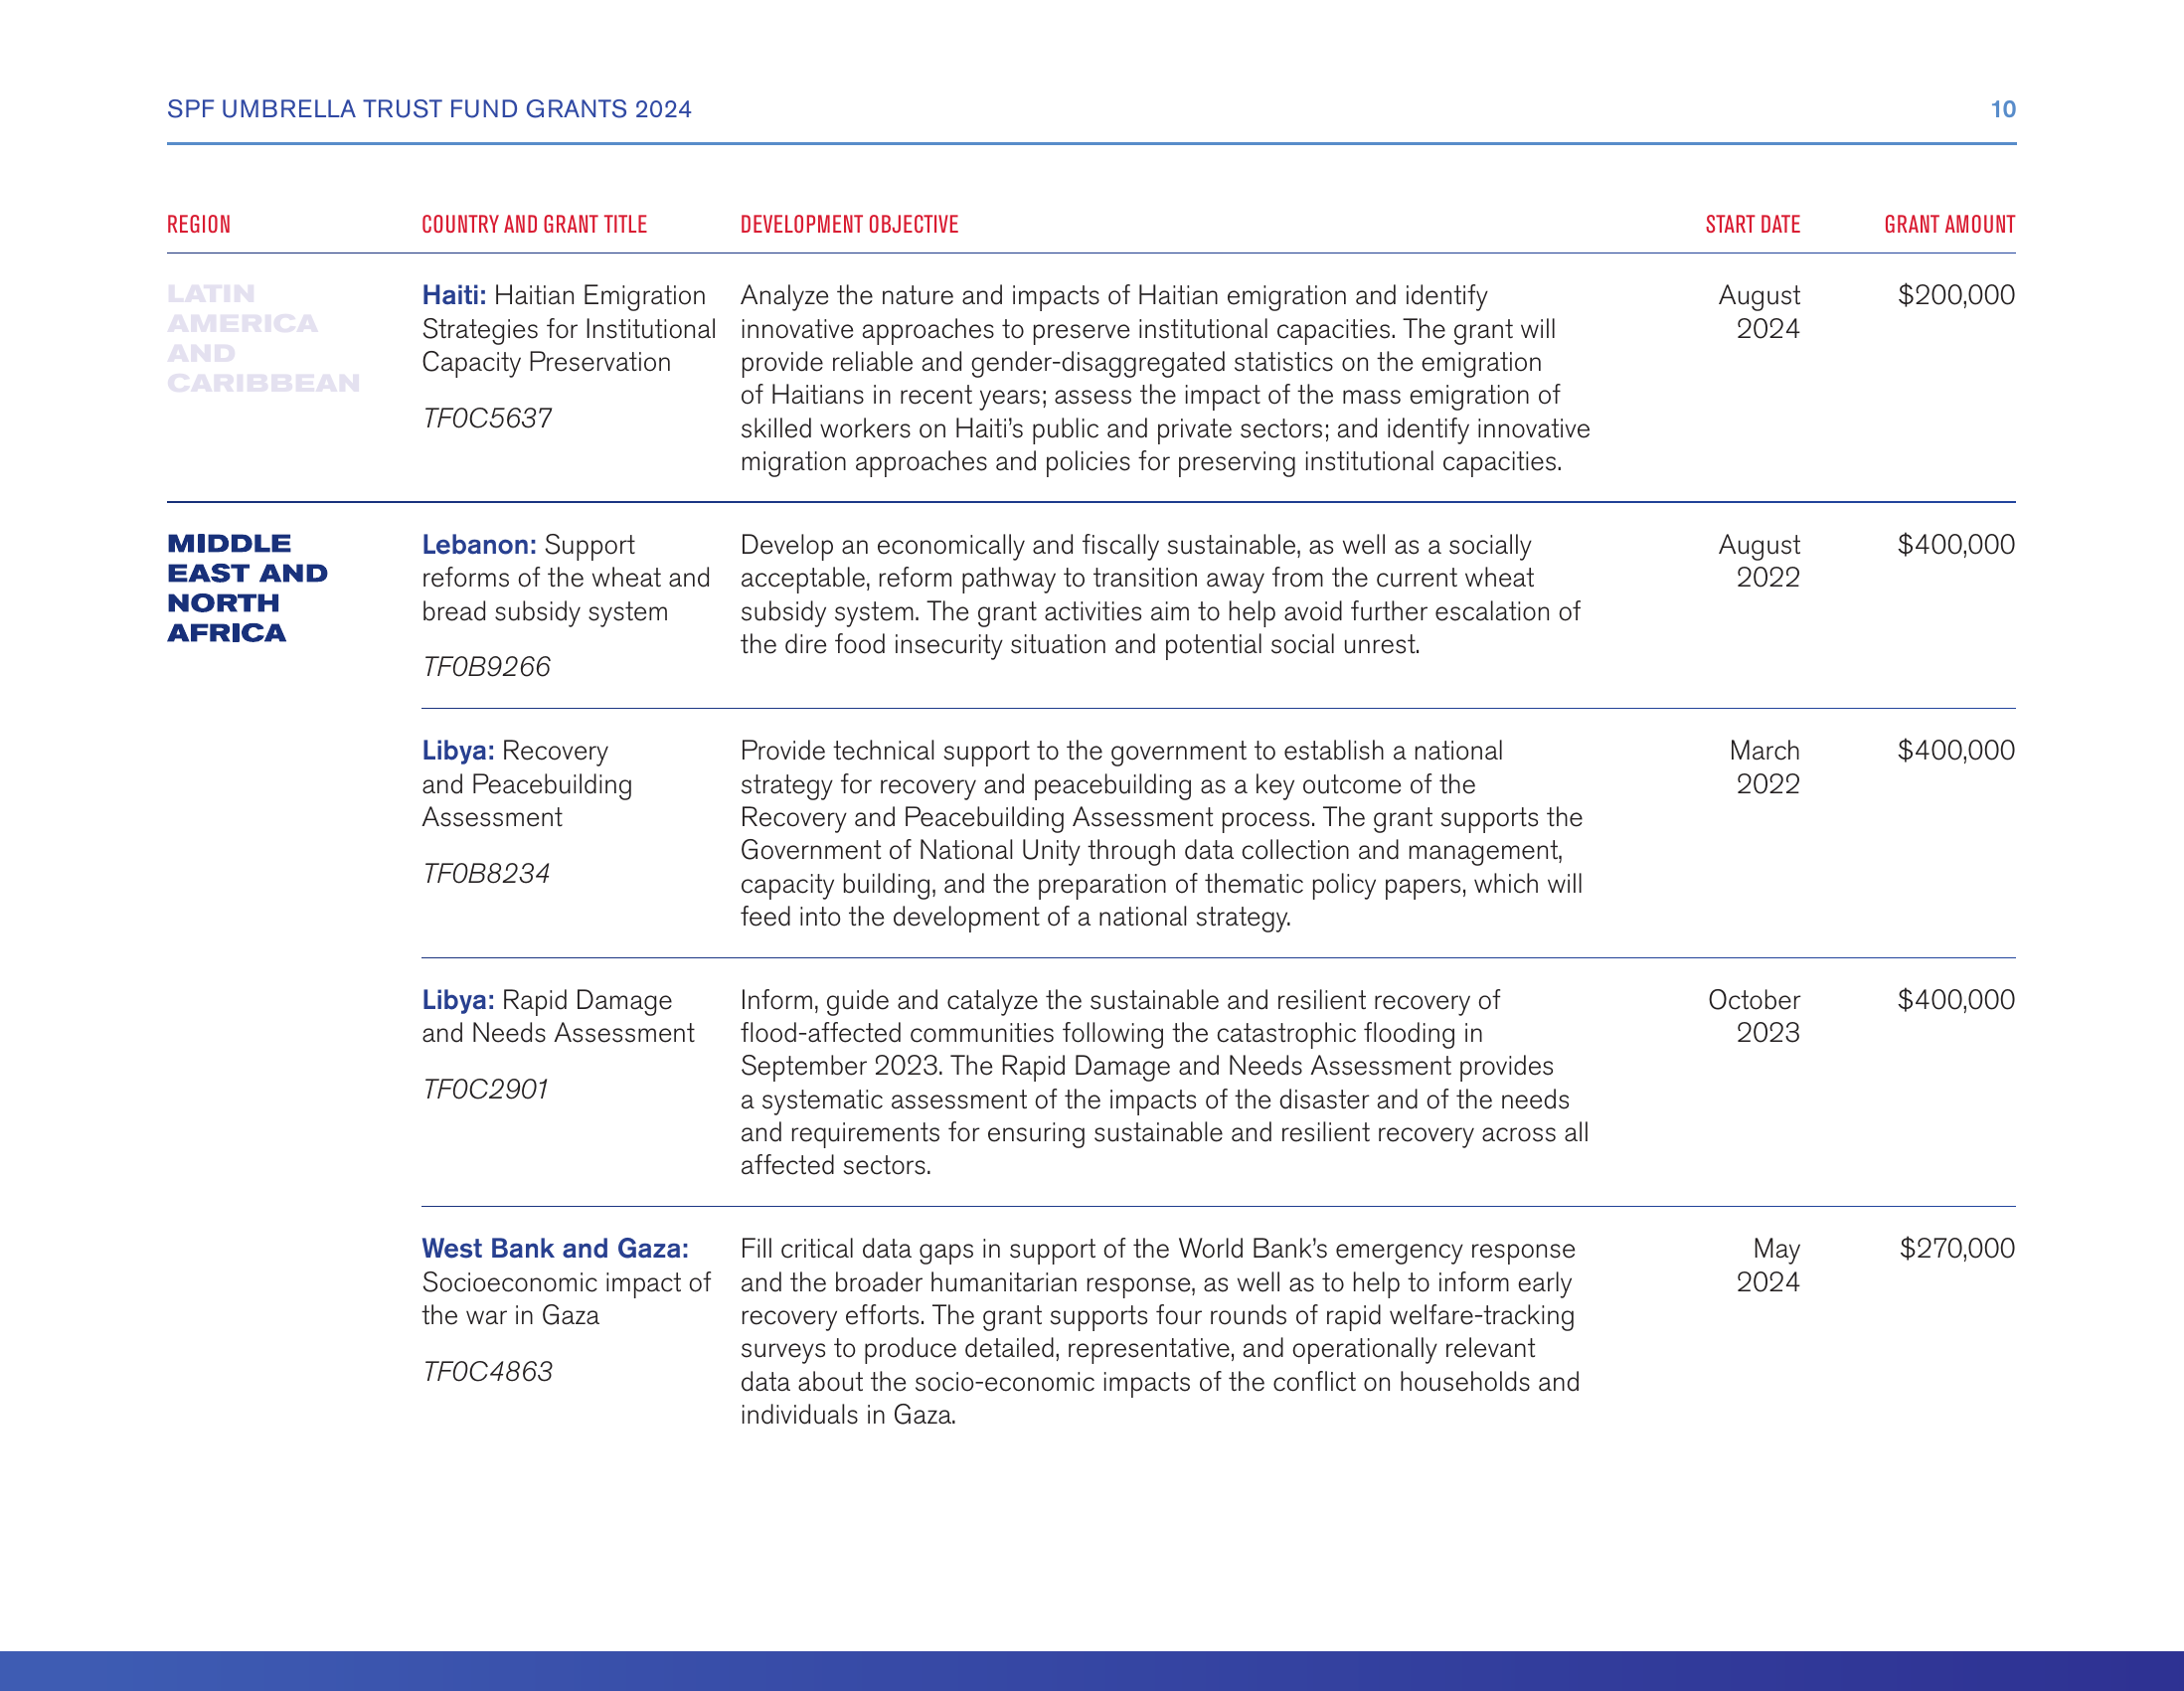 SPF UMBRELLA TRUST FUND GRANTS 2024
10
REGION
COUNTRY AND GRANT TITLE
DEVELOPMENT OBJECTIVE
START DATE
GRANT AMOUNT
LATIN
AMERICA
AND
CARIBBEAN
Haiti: Haitian Emigration
Strategies for Institutional
Capacity Preservation
TF0C5637
Analyze the nature and impacts of Haitian emigration and identify
innovative approaches to preserve institutional capacities. The grant will
provide reliable and gender-disaggregated statistics on the emigration
of Haitians in recent years; assess the impact of the mass emigration of
skilled workers on Haiti’s public and private sectors; and identify innovative
migration approaches and policies for preserving institutional capacities.
August
2024
$200,000
MIDDLE
EAST AND
NORTH
AFRICA
Lebanon: Support
reforms of the wheat and
bread subsidy system
TF0B9266
Develop an economically and fiscally sustainable, as well as a socially
acceptable, reform pathway to transition away from the current wheat
subsidy system. The grant activities aim to help avoid further escalation of
the dire food insecurity situation and potential social unrest.
August
2022
$400,000
Libya: Recovery
and Peacebuilding
Assessment
TF0B8234
Provide technical support to the government to establish a national
strategy for recovery and peacebuilding as a key outcome of the
Recovery and Peacebuilding Assessment process. The grant supports the
Government of National Unity through data collection and management,
capacity building, and the preparation of thematic policy papers, which will
feed into the development of a national strategy.
March
2022
$400,000
Libya: Rapid Damage
and Needs Assessment
TF0C2901
Inform, guide and catalyze the sustainable and resilient recovery of
flood-affected communities following the catastrophic flooding in
September 2023. The Rapid Damage and Needs Assessment provides
a systematic assessment of the impacts of the disaster and of the needs
and requirements for ensuring sustainable and resilient recovery across all
affected sectors.
October
2023
$400,000
West Bank and Gaza:
Socioeconomic impact of
the war in Gaza
TF0C4863
Fill critical data gaps in support of the World Bank’s emergency response
and the broader humanitarian response, as well as to help to inform early
recovery efforts. The grant supports four rounds of rapid welfare-tracking
surveys to produce detailed, representative, and operationally relevant
data about the socio-economic impacts of the conflict on households and
individuals in Gaza.
May
2024
$270,000